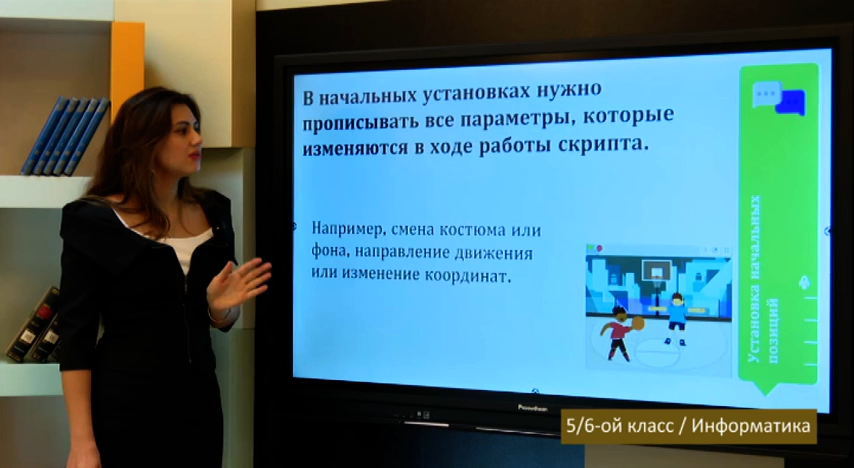 В начальных установках нужно
прописывать все параметры, которые
изменяются в ходе работы скрипта.
Например, смена костюма или
фона, направление движения
или изменение координат.
Установка начальных
позиций
Promethean
5/6-ой класс / Информатика